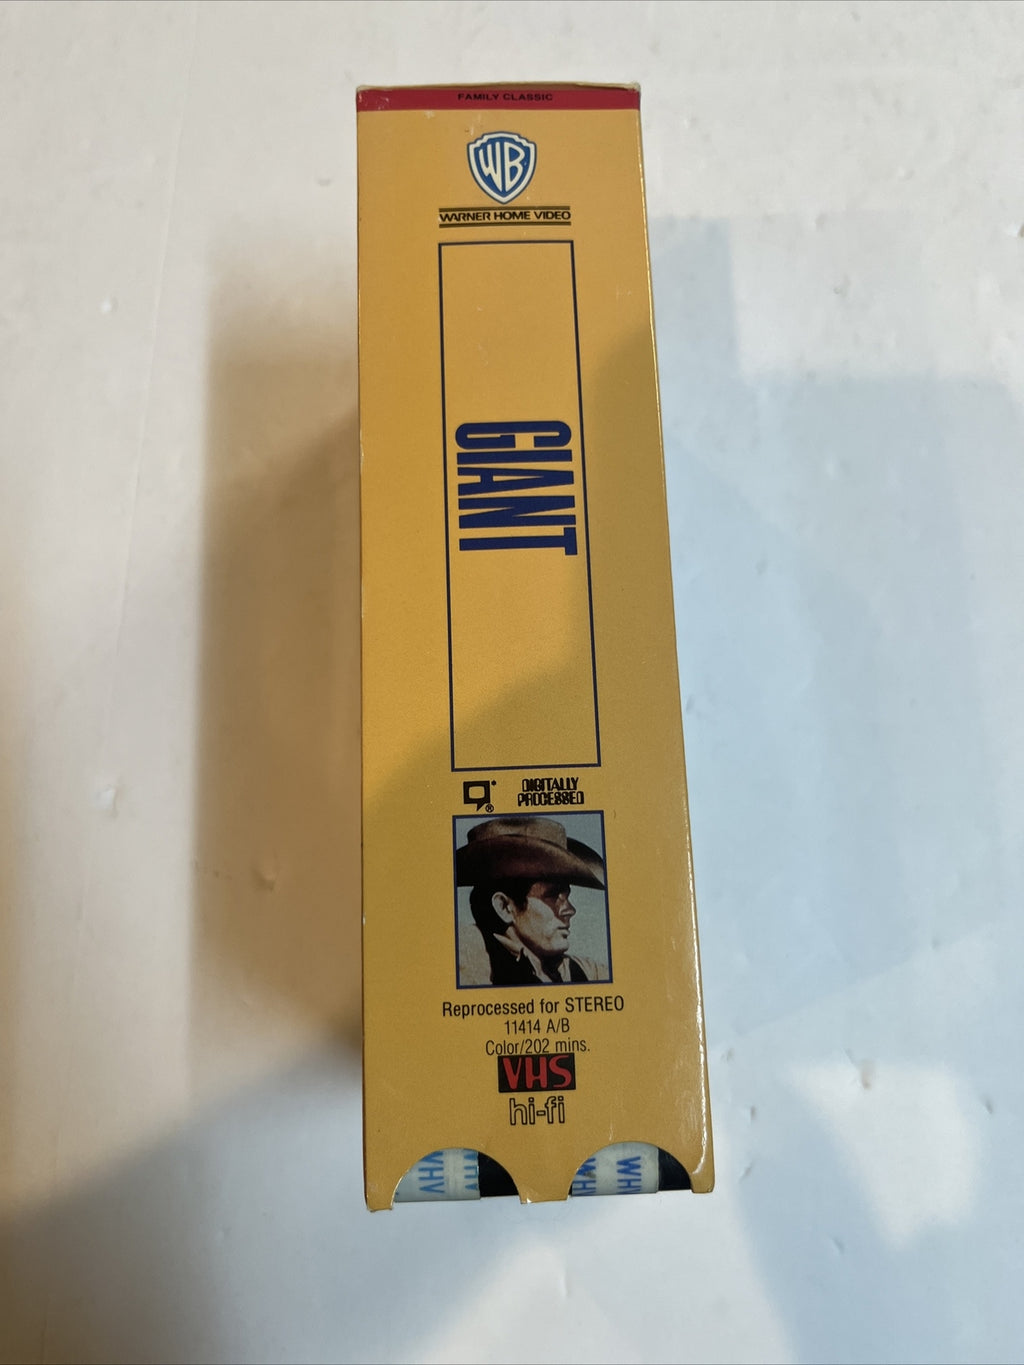 FAMILY CLASSIC
WB
WARNER HOME VIDEO
GIANT
DIGITALLY
PROCESSED
Reprocessed for STEREO
11414 A/B
Color/202 mins.
VHS
hi-fi
WHV